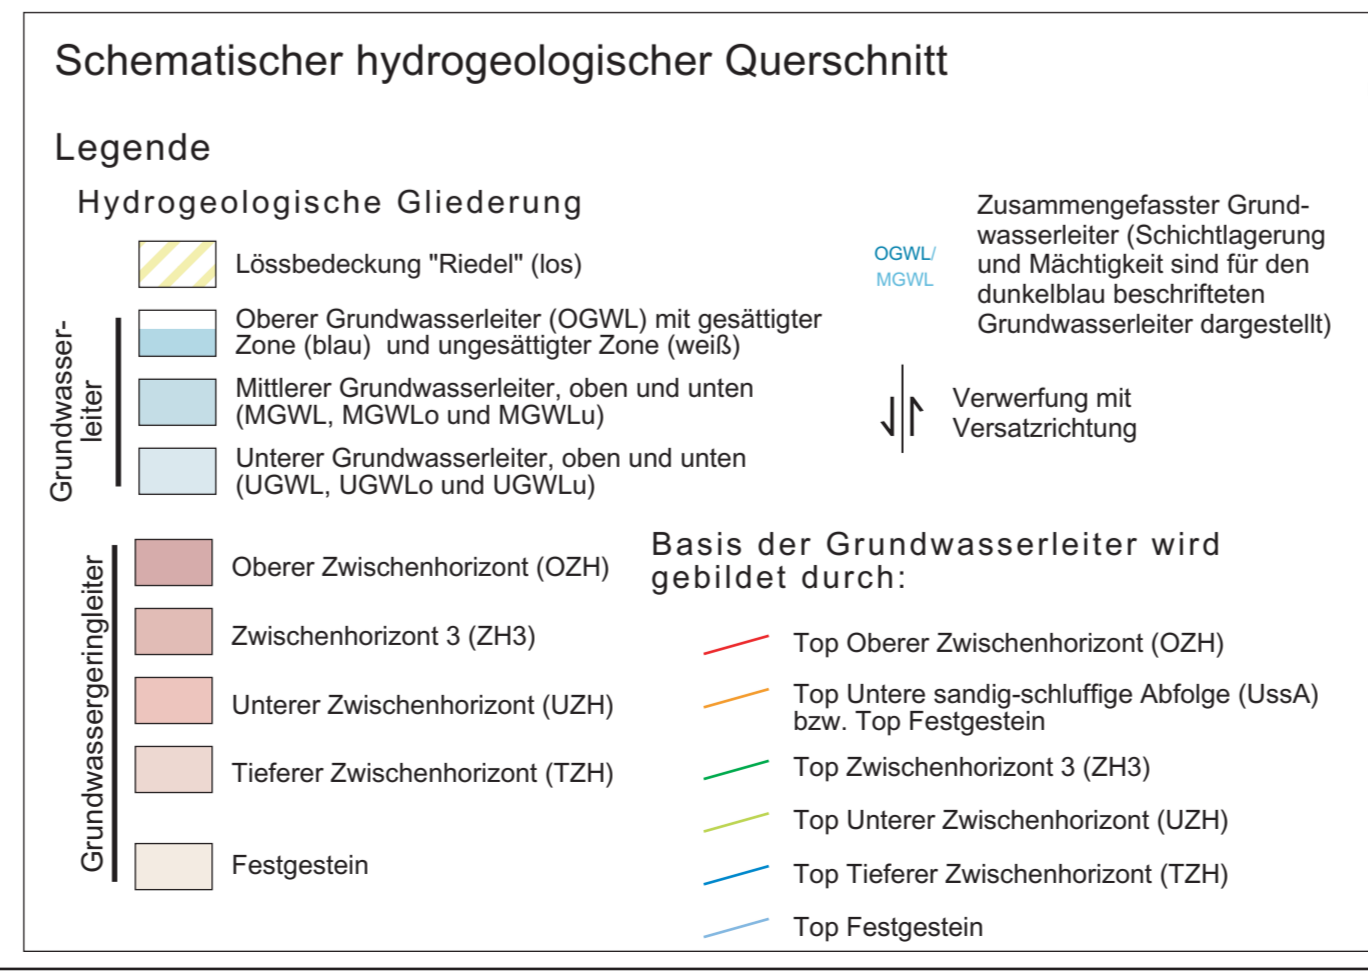 Schematischer hydrogeologischer Querschnitt
Legende
Hydrogeologische Gliederung
Lössbedeckung "Riedel" (los)
Grundwasser-
leiter
Oberer Grundwasserleiter (OGWL) mit gesättigter
Zone (blau) und ungesättigter Zone (weiß)
Mittlerer Grundwasserleiter, oben und unten
(MGWL, MGWLo und MGWLu)
Unterer Grundwasserleiter, oben und unten
(UGWL, UGWLo und UGWLu)
Grundwassergeringleiter
Oberer Zwischenhorizont (OZH)
Zwischenhorizont 3 (ZH3)
Unterer Zwischenhorizont (UZH)
Tieferer Zwischenhorizont (TZH)
Festgestein
OGWL/
MGWL
Zusammengefasster Grund-
wasserleiter (Schichtlagerung
und Mächtigkeit sind für den
dunkelblau beschrifteten
Grundwasserleiter dargestellt)
Verwerfung mit
Versatzrichtung
Basis der Grundwasserleiter wird
gebildet durch:
Top Oberer Zwischenhorizont (OZH)
Top Untere sandig-schluffige Abfolge (UssA)
bzw. Top Festgestein
Top Zwischenhorizont 3 (ZH3)
Top Unterer Zwischenhorizont (UZH)
Top Tieferer Zwischenhorizont (TZH)
Top Festgestein